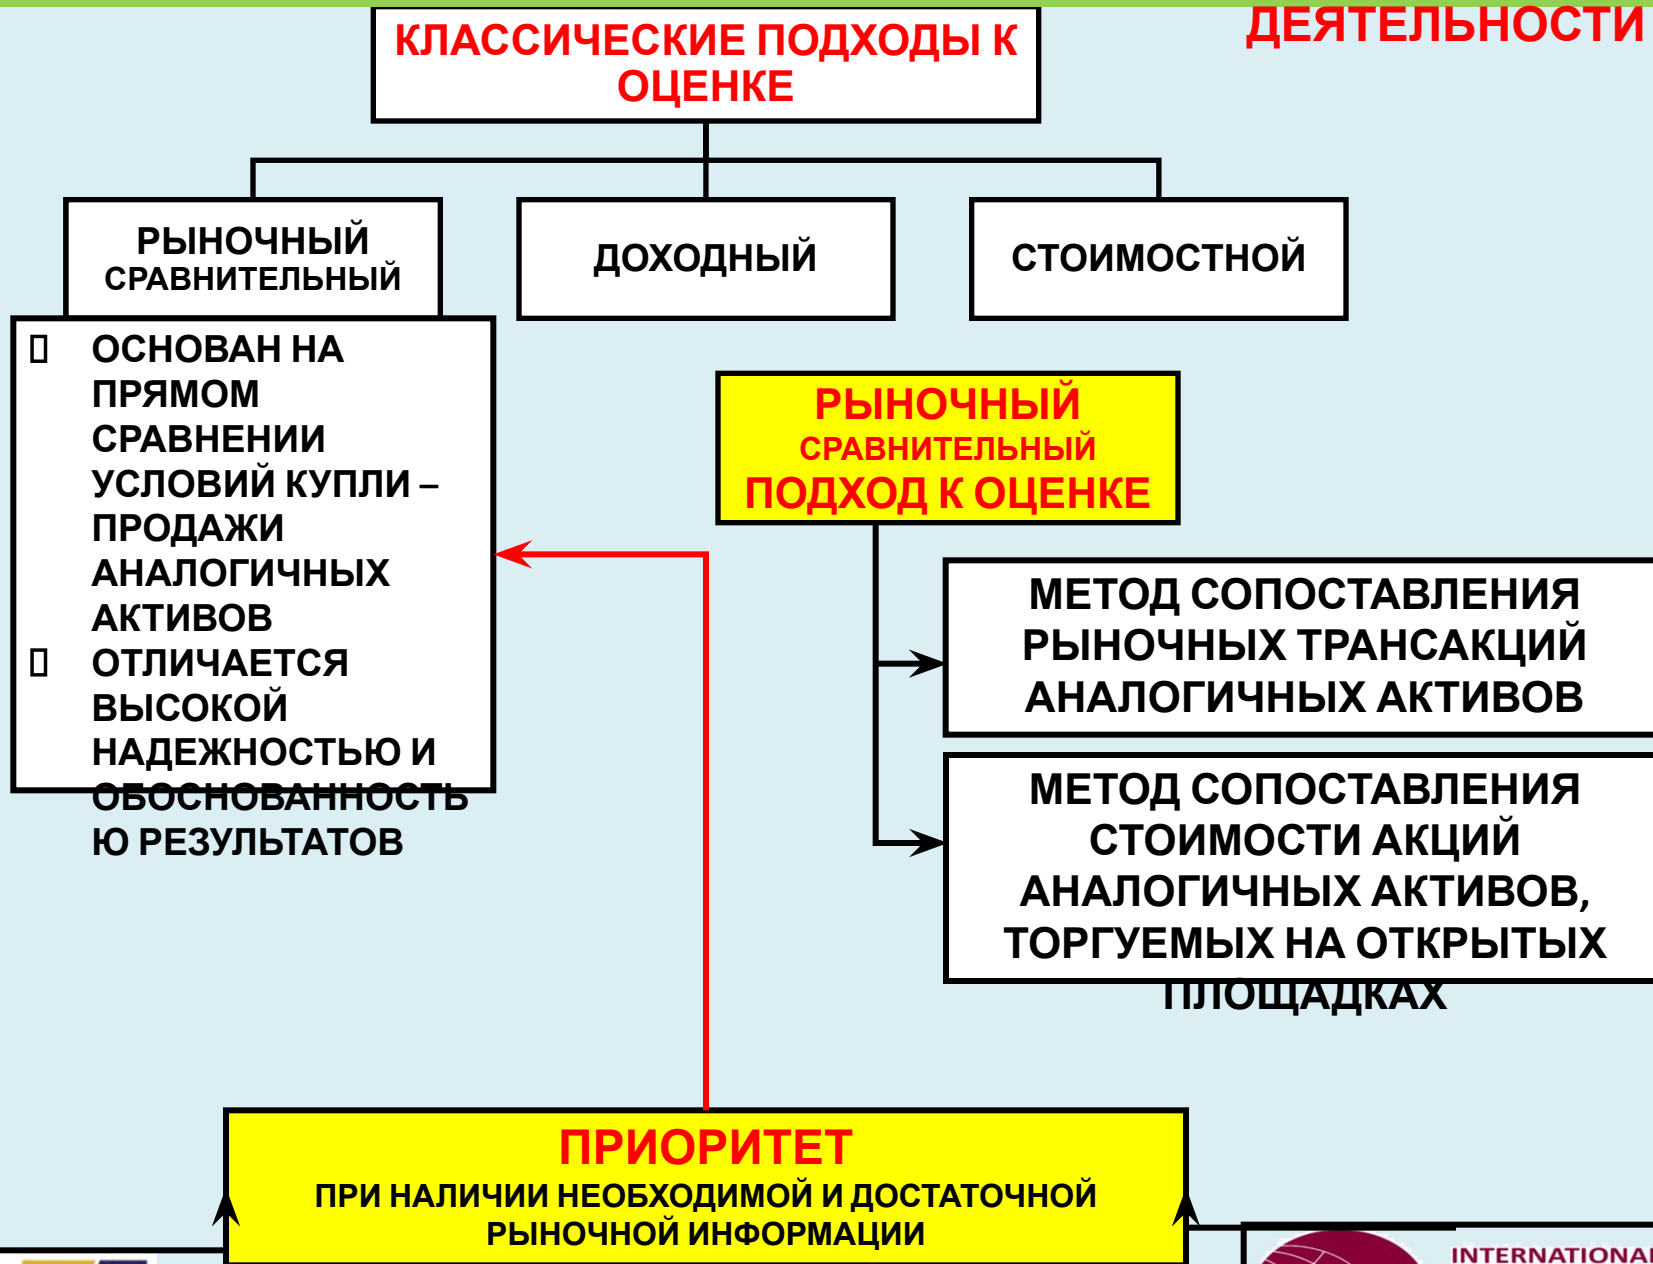 ДЕЯТЕЛЬНОСТИ
КЛАССИЧЕСКИЕ ПОДХОДЫ К
ОЦЕНКЕ
РЫНОЧНЫЙ
СРАВНИТЕЛЬНЫЙ
ДОХОДНЫЙ
СТОИМОСТНОЙ
ОСНОВАН НА
ПРЯМОМ
СРАВНЕНИИ
УСЛОВИЙ КУПЛИ –
ПРОДАЖИ
АНАЛОГИЧНЫХ
АКТИВОВ
ОТЛИЧАЕТСЯ
ВЫСОКОЙ
НАДЕЖНОСТЬЮ И
ОБОСНОВАННОСТЬ
Ю РЕЗУЛЬТАТОВ
РЫНОЧНЫЙ
СРАВНИТЕЛЬНЫЙ
ПОДХОД К ОЦЕНКЕ
МЕТОД СОПОСТАВЛЕНИЯ
РЫНОЧНЫХ ТРАНСАКЦИЙ
АНАЛОГИЧНЫХ АКТИВОВ
МЕТОД СОПОСТАВЛЕНИЯ
СТОИМОСТИ АКЦИЙ
АНАЛОГИЧНЫХ АКТИВОВ,
ТОРГУЕМЫХ НА ОТКРЫТЫХ
ПЛОЩАДКАХ
ПРИОРИТЕТ
ПРИ НАЛИЧИИ НЕОБХОДИМОЙ И ДОСТАТОЧНОЙ
РЫНОЧНОЙ ИНФОРМАЦИИ
INTERNATIONAL